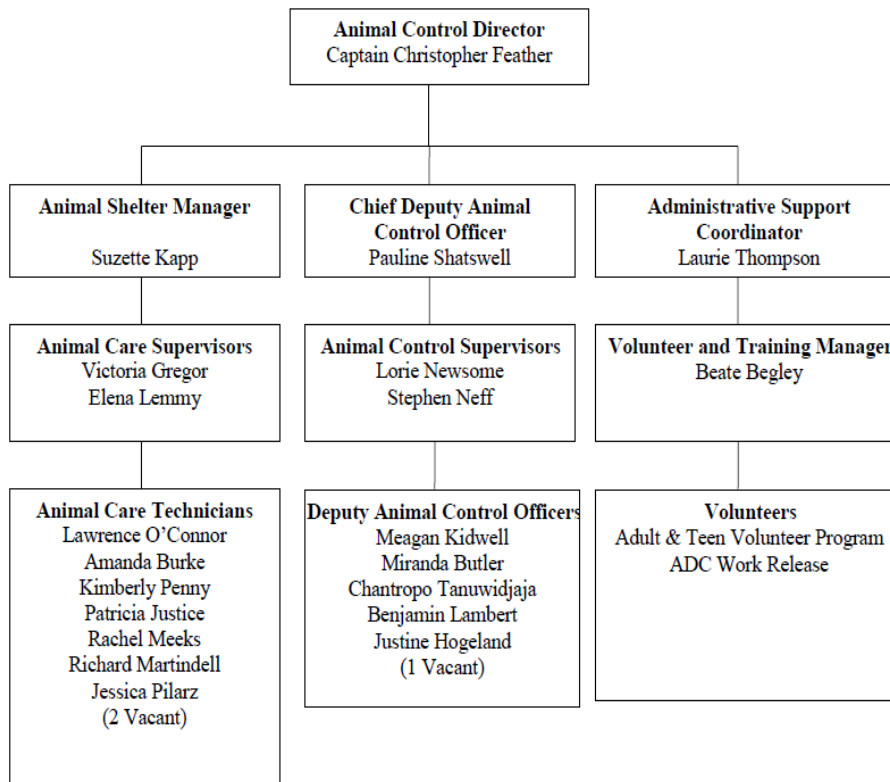 Animal Control Director
Captain Christopher Feather
Animal Shelter Manager
Suzette Kapp
Chief Deputy Animal
Control Officer
Pauline Shatswell
Administrative Support
Coordinator
Laurie Thompson
Animal Care Supervisors
Victoria Gregor
Elena Lemmy
Animal Control Supervisors
Lorie Newsome
Stephen Neff
Volunteer and Training Manager
Beate Begley
Animal Care Technicians
Lawrence O’Connor
Amanda Burke
Kimberly Penny
Patricia Justice
Rachel Meeks
Richard Martindell
Jessica Pilarz
(2 Vacant)
Deputy Animal Control Officers
Meagan Kidwell
Miranda Butler
Chantropo Tanuwidjaja
Benjamin Lambert
Justine Hogeland
(1 Vacant)
Volunteers
Adult & Teen Volunteer Program
ADC Work Release